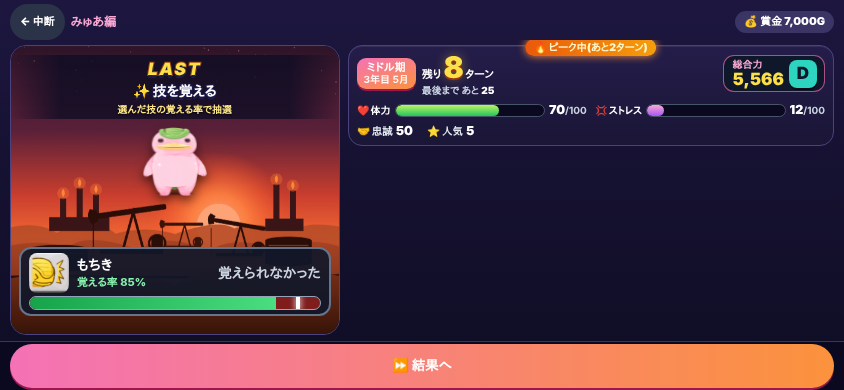 ← 中断
みゅあ編
💰 賞金 7,000G
LAST
✨ 技を覚える
選んだ技の覚える率で抽選
もちき
覚える率 85%
覚えられなかった
🔥 ピーク中(あと2ターン)
ミドル期
3年目 5月
残り8ターン
最後まで あと 25
総合力
5,566
D
❤️ 体力 70/100
💢 ストレス 12/100
🤝 忠誠 50
⭐ 人気 5
⏩ 結果へ